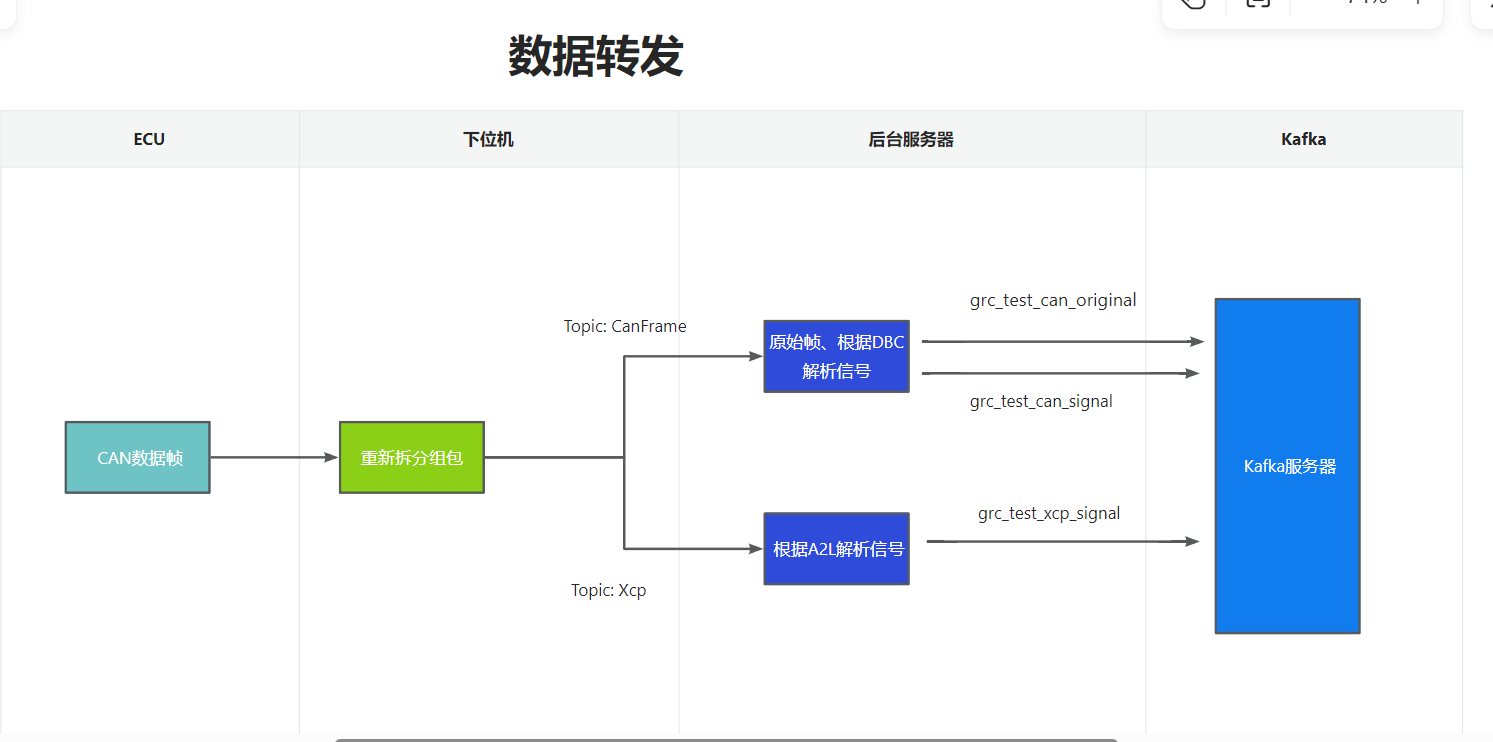 数据转发
ECU
下位机
后台服务器
Kafka
grc_test_can_original
Topic: CanFrame
原始帧、根据DBC
解析信号
grc_test_can_signal
CAN数据帧
重新拆分组包
Kafka服务器
grc_test_xcp_signal
根据A2L解析信号
Topic: Xcp